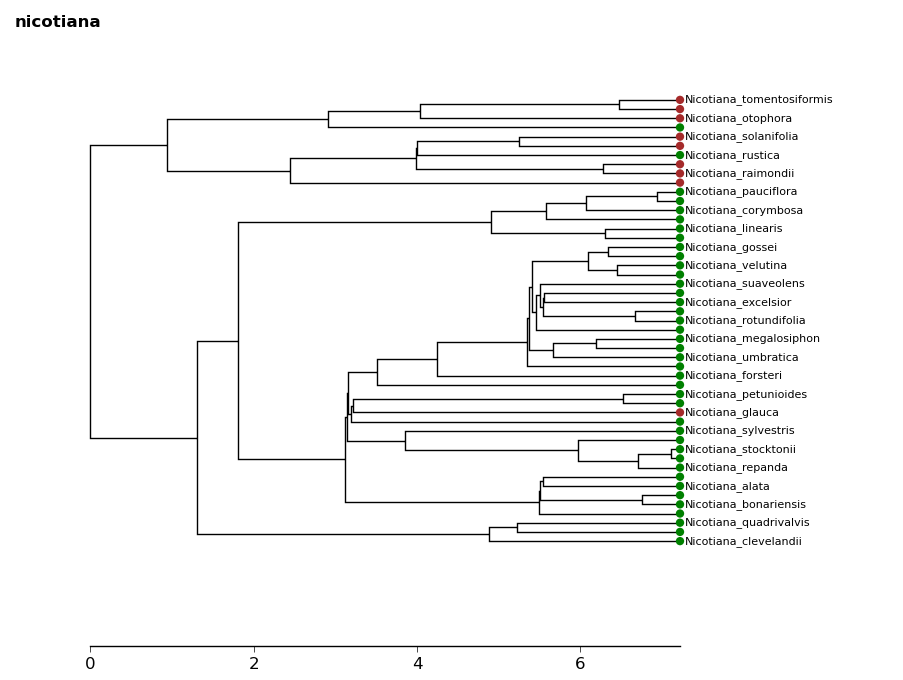 nicotiana
Nicotiana_tomentosiformis
Nicotiana_otophora
Nicotiana_solanifolia
Nicotiana_rustica
Nicotiana_raimondii
Nicotiana_pauciflora
Nicotiana_corymbosa
Nicotiana_linearis
Nicotiana_gossei
Nicotiana_velutina
Nicotiana_suaveolens
Nicotiana_excelsior
Nicotiana_rotundifolia
Nicotiana_megalosiphon
Nicotiana_umbratica
Nicotiana_forsteri
Nicotiana_petunioides
Nicotiana_glauca
Nicotiana_sylvestris
Nicotiana_stocktonii
Nicotiana_repanda
Nicotiana_alata
Nicotiana_bonariensis
Nicotiana_quadrivalvis
Nicotiana_clevelandii
0 2 4 6